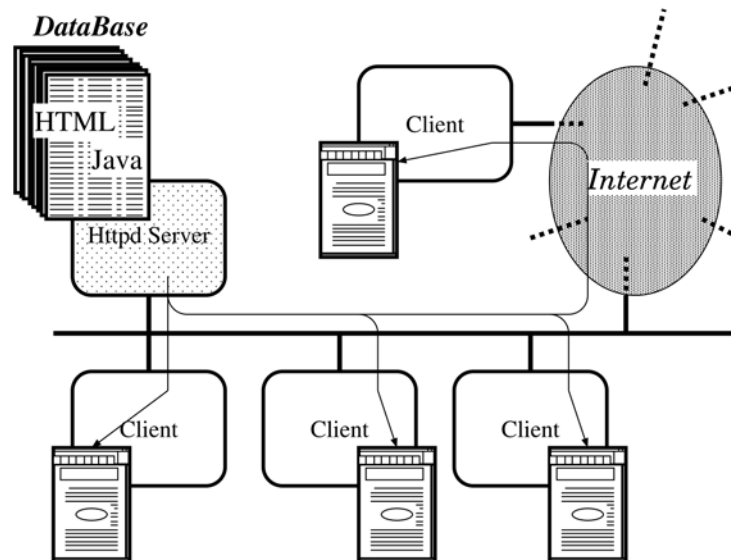 DataBase
HTML
Java
Httpd Server
Client
Internet
Client
Client
Client